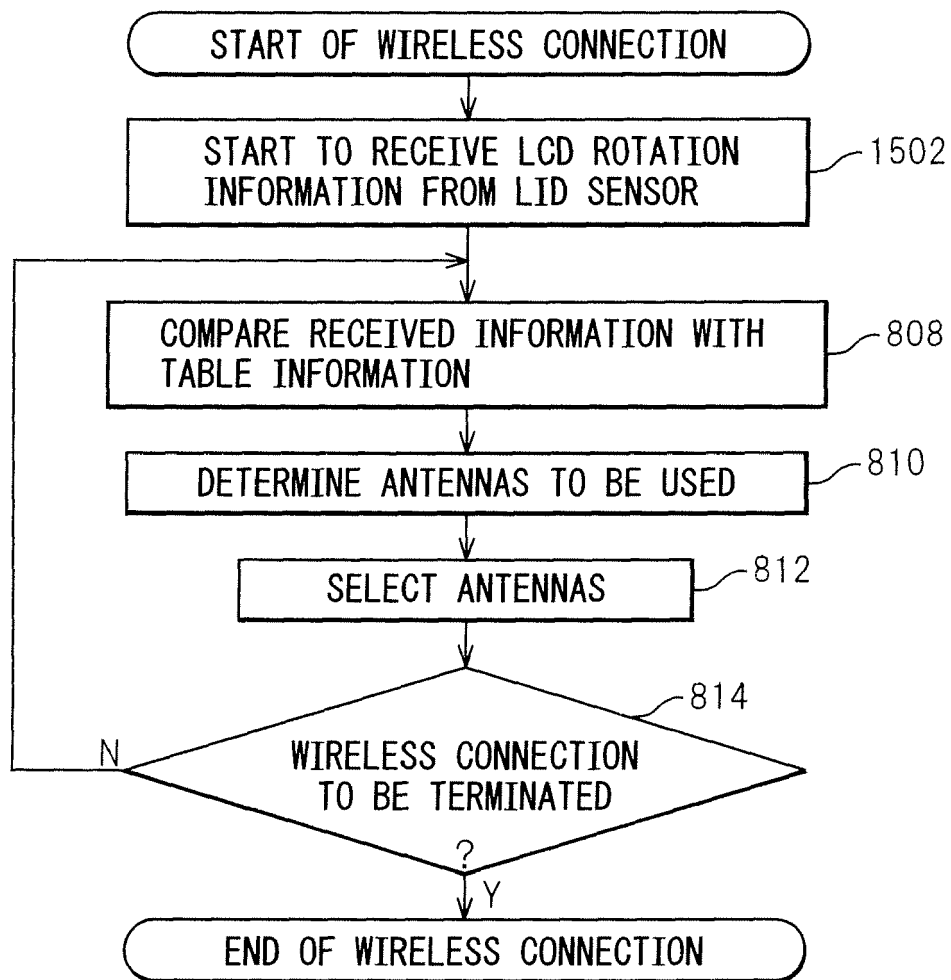 START OF WIRELESS CONNECTION
START TO RECEIVE LCD ROTATION
INFORMATION FROM LID SENSOR
1502
COMPARE RECEIVED INFORMATION WITH
TABLE INFORMATION
808
DETERMINE ANTENNAS TO BE USED
810
SELECT ANTENNAS
812
814
N
WIRELESS CONNECTION
TO BE TERMINATED
?
Y
END OF WIRELESS CONNECTION